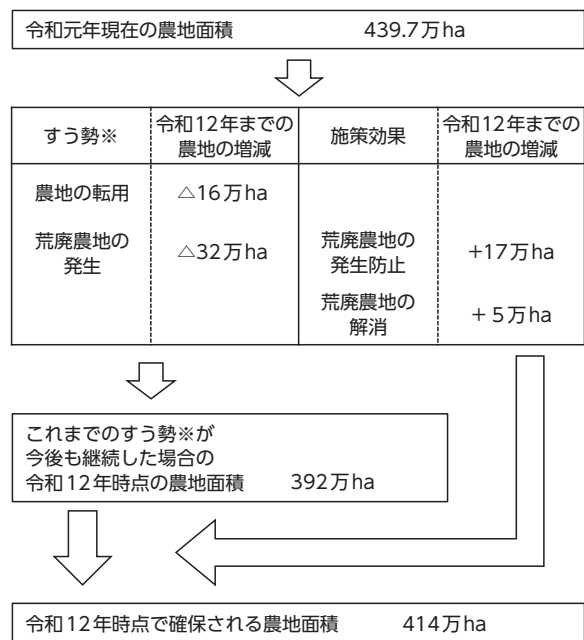 令和元年現在の農地面積 439.7万ha
すう勢※
令和12年までの
農地の増減
施策効果
令和12年までの
農地の増減
農地の転用 △16万ha
荒廃農地の
発生
△32万ha
荒廃農地の
発生防止
+17万ha
荒廃農地の
解消
+5万ha
これまでのすう勢※が
今後も継続した場合の
令和12年時点の農地面積 392万ha
令和12年時点で確保される農地面積 414万ha